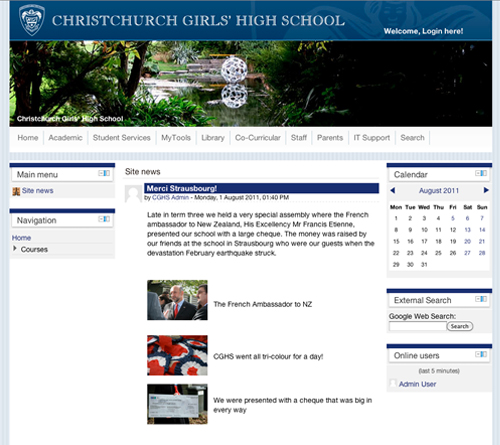 CHRISTCHURCH GIRLS' HIGH SCHOOL
Welcome, Login here!
Christchurch Girls' High School
Home Academic Student Services MyTools Library Co-Curricular Staff Parents IT Support Search
Main menu
Site news
Navigation
Home
Courses
Site news
Merci Strausbourg!
by CGHS Admin - Monday, 1 August 2011, 01:40 PM
Late in term three we held a very special assembly where the French
ambassador to New Zealand, His Excellency Mr Francis Etienne,
presented our school with a large cheque. The money was raised by
our friends at the school in Strausbourg who were our guests when the
devastation February earthquake struck.
The French Ambassador to NZ
CGHS went all tri-colour for a day!
We were presented with a cheque that was big in
every way
Calendar
August 2011
Mon Tue Wed Thu Fri Sat Sun
1 2 3 4 5 6 7
8 9 10 11 12 13 14
15 16 17 18 19 20 21
22 23 24 25 26 27 28
29 30 31
External Search
Google Web Search:
Search
Online users
(last 5 minutes)
Admin User